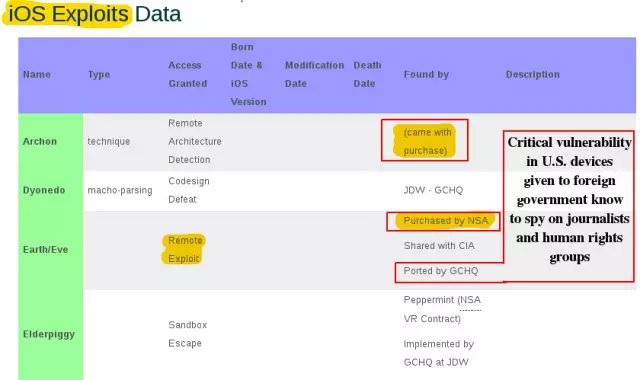 iOS Exploits Data
Name Type Access Granted Born Date & iOS Version Modification Date Death Date Found by Description
Archon technique Remote Architecture Detection (came with purchase)
Dyonedo macho-parsing Codesign Defeat JDW - GCHQ
Earth/Eve Remote Exploit Purchased by NSA
Shared with CIA
Ported by GCHQ
Elderpiggy Sandbox Escape Peppermint (NSA VR Contract)
Implemented by GCHQ at JDW
Critical vulnerability
in U.S. devices
given to foreign
government know
to spy on journalists
and human rights
groups